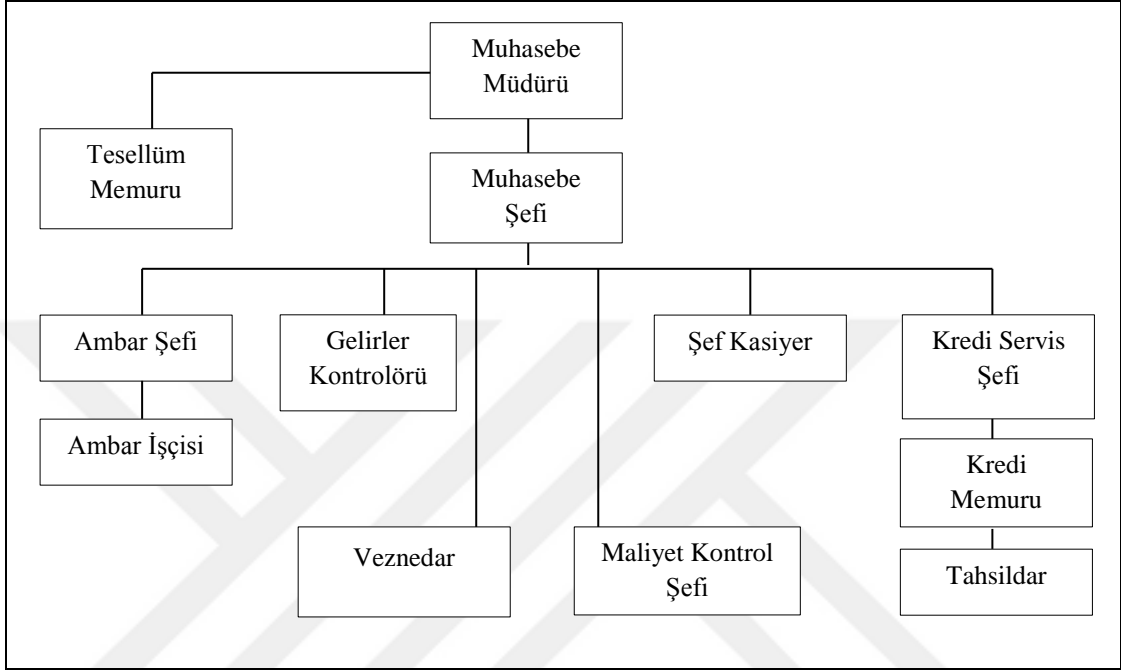 Muhasebe
Müdürü
Tesellüm
Memuru
Muhasebe
Şefi
Ambar Şefi
Gelirler
Kontrolörü
Şef Kasiyer
Kredi Servis
Şefi
Ambar İşçisi
Kredi
Memuru
Veznedar
Maliyet Kontrol
Şefi
Tahsildar